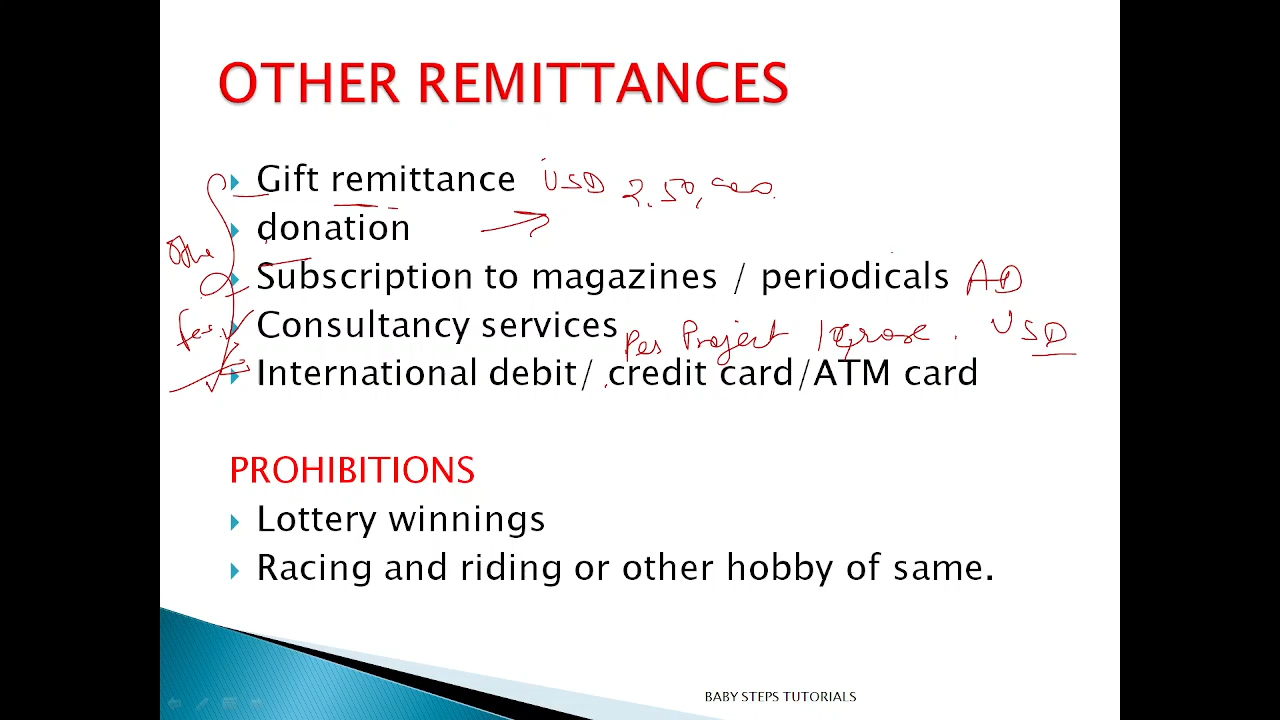 OTHER REMITTANCES
Gift remittance USD 2.50,000.
donation
Subscription to magazines / periodicals AD
Consultancy services Per Project 1 crore. USD
International debit/ credit card/ATM card
PROHIBITIONS
Lottery winnings
Racing and riding or other hobby of same.
BABY STEPS TUTORIALS